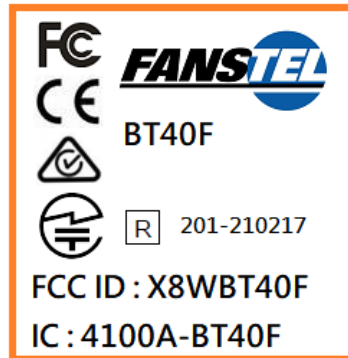 FC
CE
FANSTEL
BT40F
R 201-210217
FCC ID : X8WBT40F
IC : 4100A-BT40F